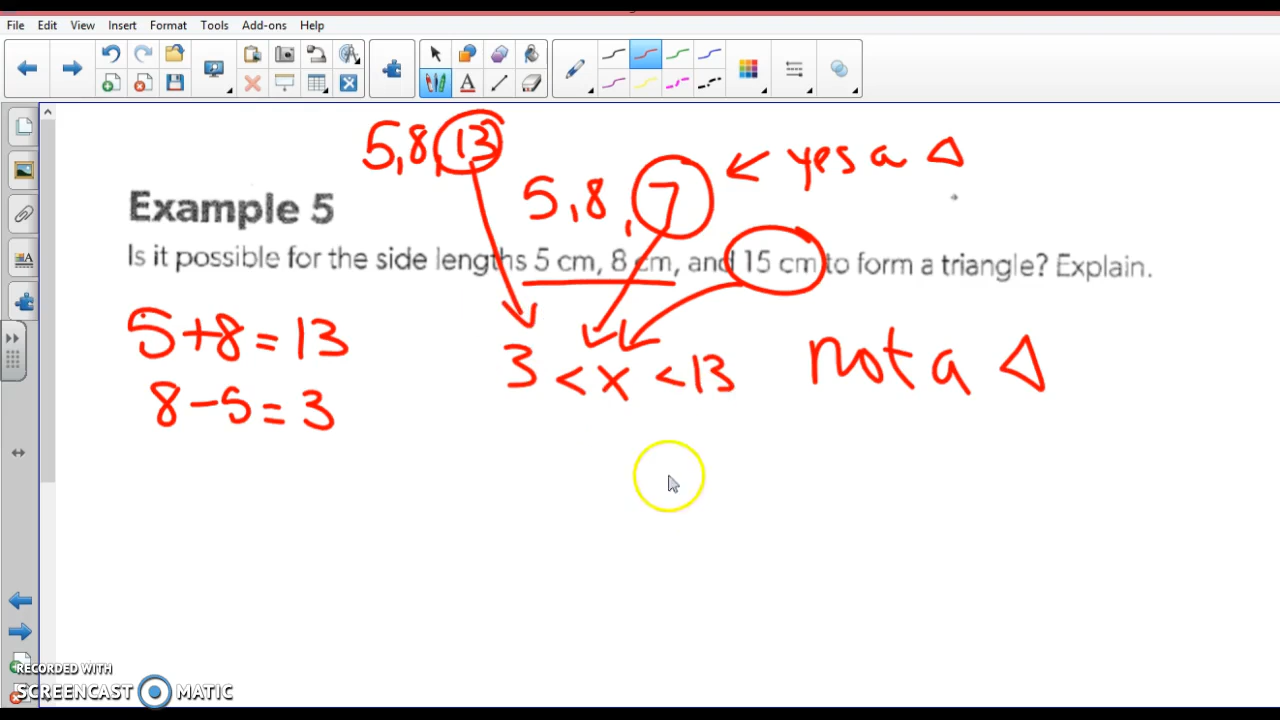 File Edit View Insert Format Tools Add-ons Help
5,8,13
5,8,7 ← yes a △
Example 5
Is it possible for the side lengths 5 cm, 8 cm, and 15 cm to form a triangle? Explain.
5+8=13
3<x<13 not a △
8-5=3
RECORDED WITH
SCREENCAST MATIC